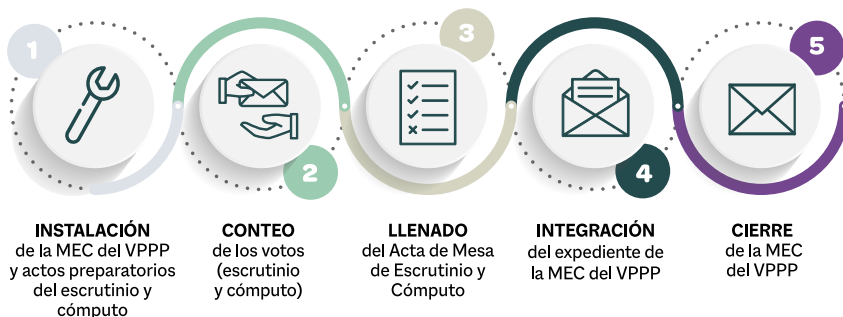 1
INSTALACIÓN
de la MEC del VPPP
y actos preparatorios
del escrutinio y
cómputo
2
CONTEO
de los votos
(escrutinio
y cómputo)
3
LLENADO
del Acta de Mesa
de Escrutinio y
Cómputo
4
INTEGRACIÓN
del expediente de
la MEC del VPPP
5
CIERRE
de la MEC
del VPPP